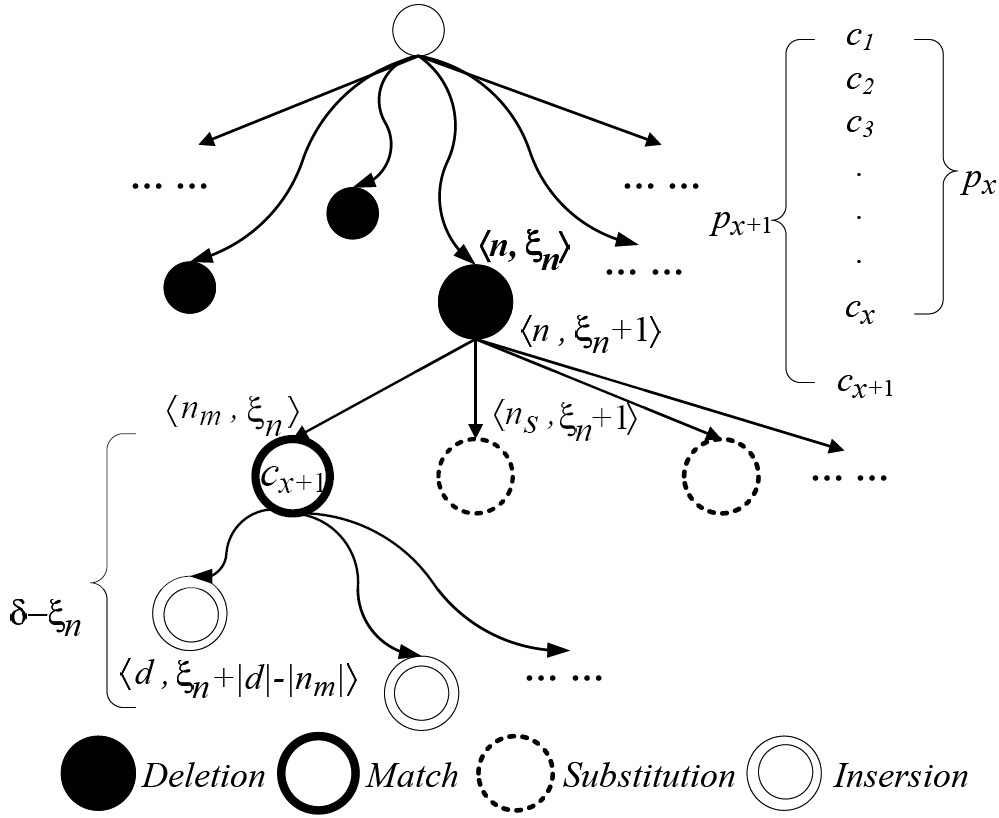 c1
c2
c3
.
.
.
cx
cx+1
px+1
px
... ...
... ...
... ...
⟨n, ξn⟩
⟨n , ξn+1⟩
⟨nm , ξn⟩
⟨ns , ξn+1⟩
cx+1
... ...
δ−ξn
⟨d , ξn+|d|-|nm|⟩
... ...
Deletion Match Substitution Insersion